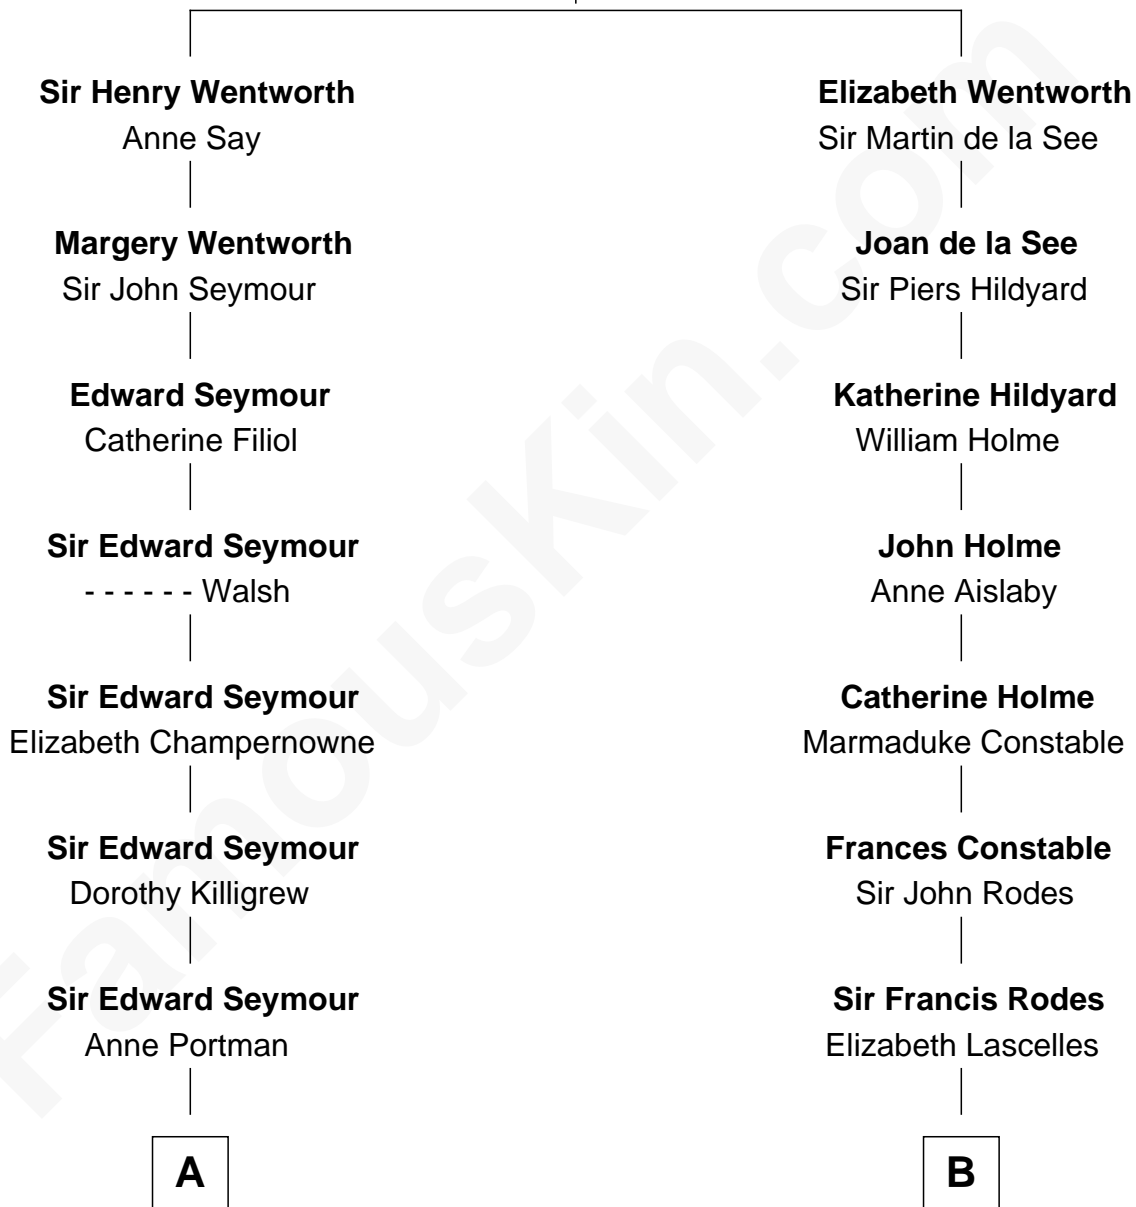 Sir Henry Wentworth
Anne Say
Margery Wentworth
Sir John Seymour
Edward Seymour
Catherine Filiol
Sir Edward Seymour
- - - - - - Walsh
Sir Edward Seymour
Elizabeth Champernowne
Sir Edward Seymour
Dorothy Killigrew
Sir Edward Seymour
Anne Portman
A
Elizabeth Wentworth
Sir Martin de la See
Joan de la See
Sir Piers Hildyard
Katherine Hildyard
William Holme
John Holme
Anne Aislaby
Catherine Holme
Marmaduke Constable
Frances Constable
Sir John Rodes
Sir Francis Rodes
Elizabeth Lascelles
B
FamousKin.com